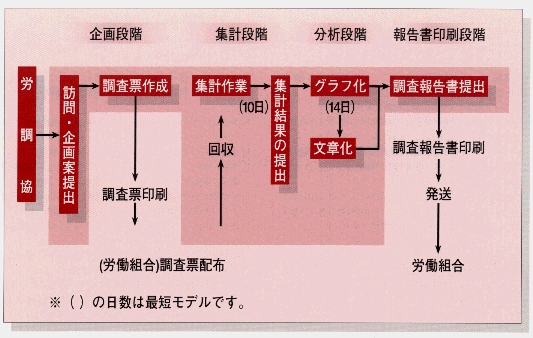 企画段階
集計段階
分析段階
報告書印刷段階
労調協
訪問・企画案提出
調査票作成
集計作業
(10日)
集計結果の提出
グラフ化
(14日)
文章化
調査報告書提出
回収
調査票印刷
調査報告書印刷
発送
(労働組合)調査票配布
労働組合
※（ ）の日数は最短モデルです。